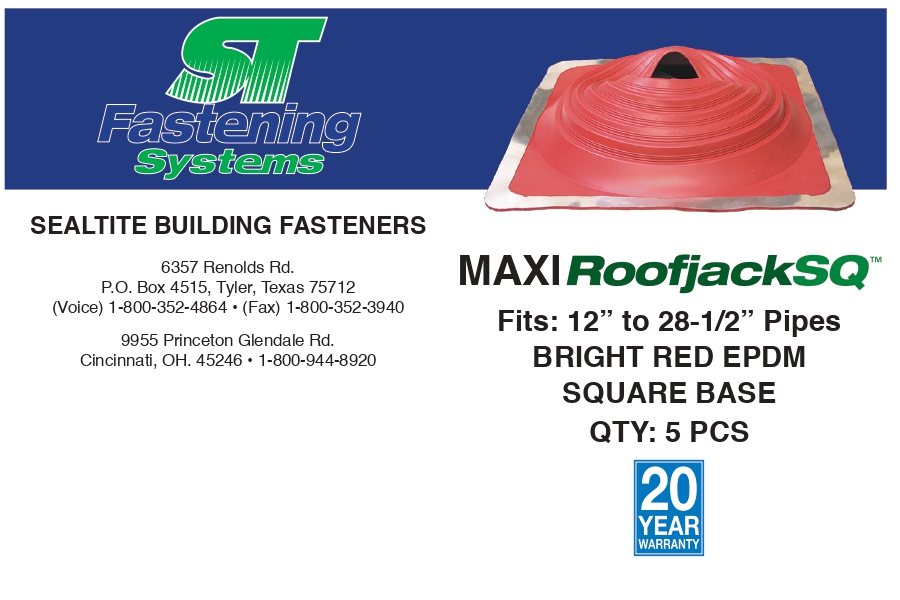 ST
Fastening
Systems
SEALTITE BUILDING FASTENERS
6357 Renolds Rd.
P.O. Box 4515, Tyler, Texas 75712
(Voice) 1-800-352-4864 • (Fax) 1-800-352-3940
9955 Princeton Glendale Rd.
Cincinnati, OH. 45246 • 1-800-944-8920
MAXI RoofjackSQ™
Fits: 12” to 28-1/2” Pipes
BRIGHT RED EPDM
SQUARE BASE
QTY: 5 PCS
20
YEAR
WARRANTY